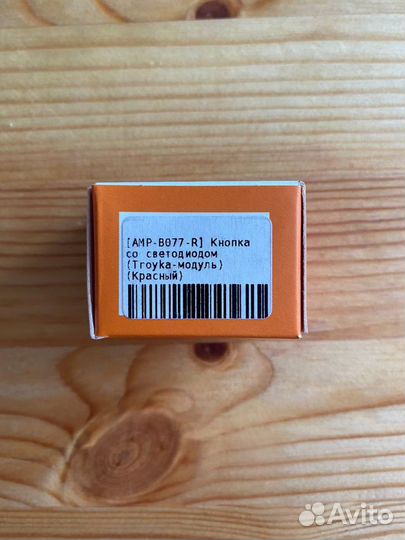 [AMP-B077-R] Кнопка
со светодиодом
(Troyka-модуль)
(Красный)
Avito